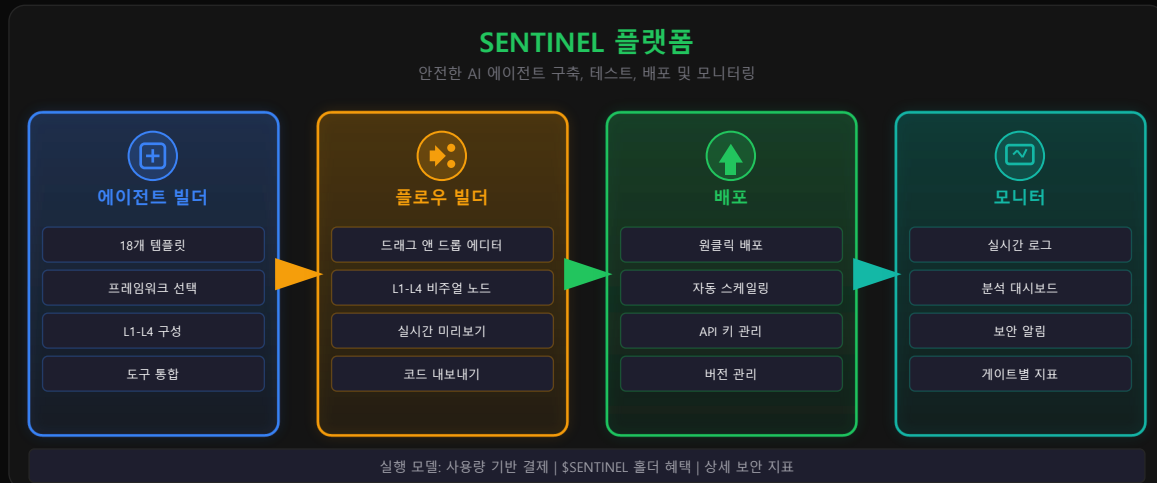 SENTINEL 플랫폼
안전한 AI 에이전트 구축, 테스트, 배포 및 모니터링
에이전트 빌더
18개 템플릿
프레임워크 선택
L1-L4 구성
도구 통합
플로우 빌더
드래그 앤 드롭 에디터
L1-L4 비주얼 노드
실시간 미리보기
코드 내보내기
배포
원클릭 배포
자동 스케일링
API 키 관리
버전 관리
모니터
실시간 로그
분석 대시보드
보안 알림
게이트별 지표
실행 모델: 사용량 기반 결제 | $SENTINEL 홀더 혜택 | 상세 보안 지표